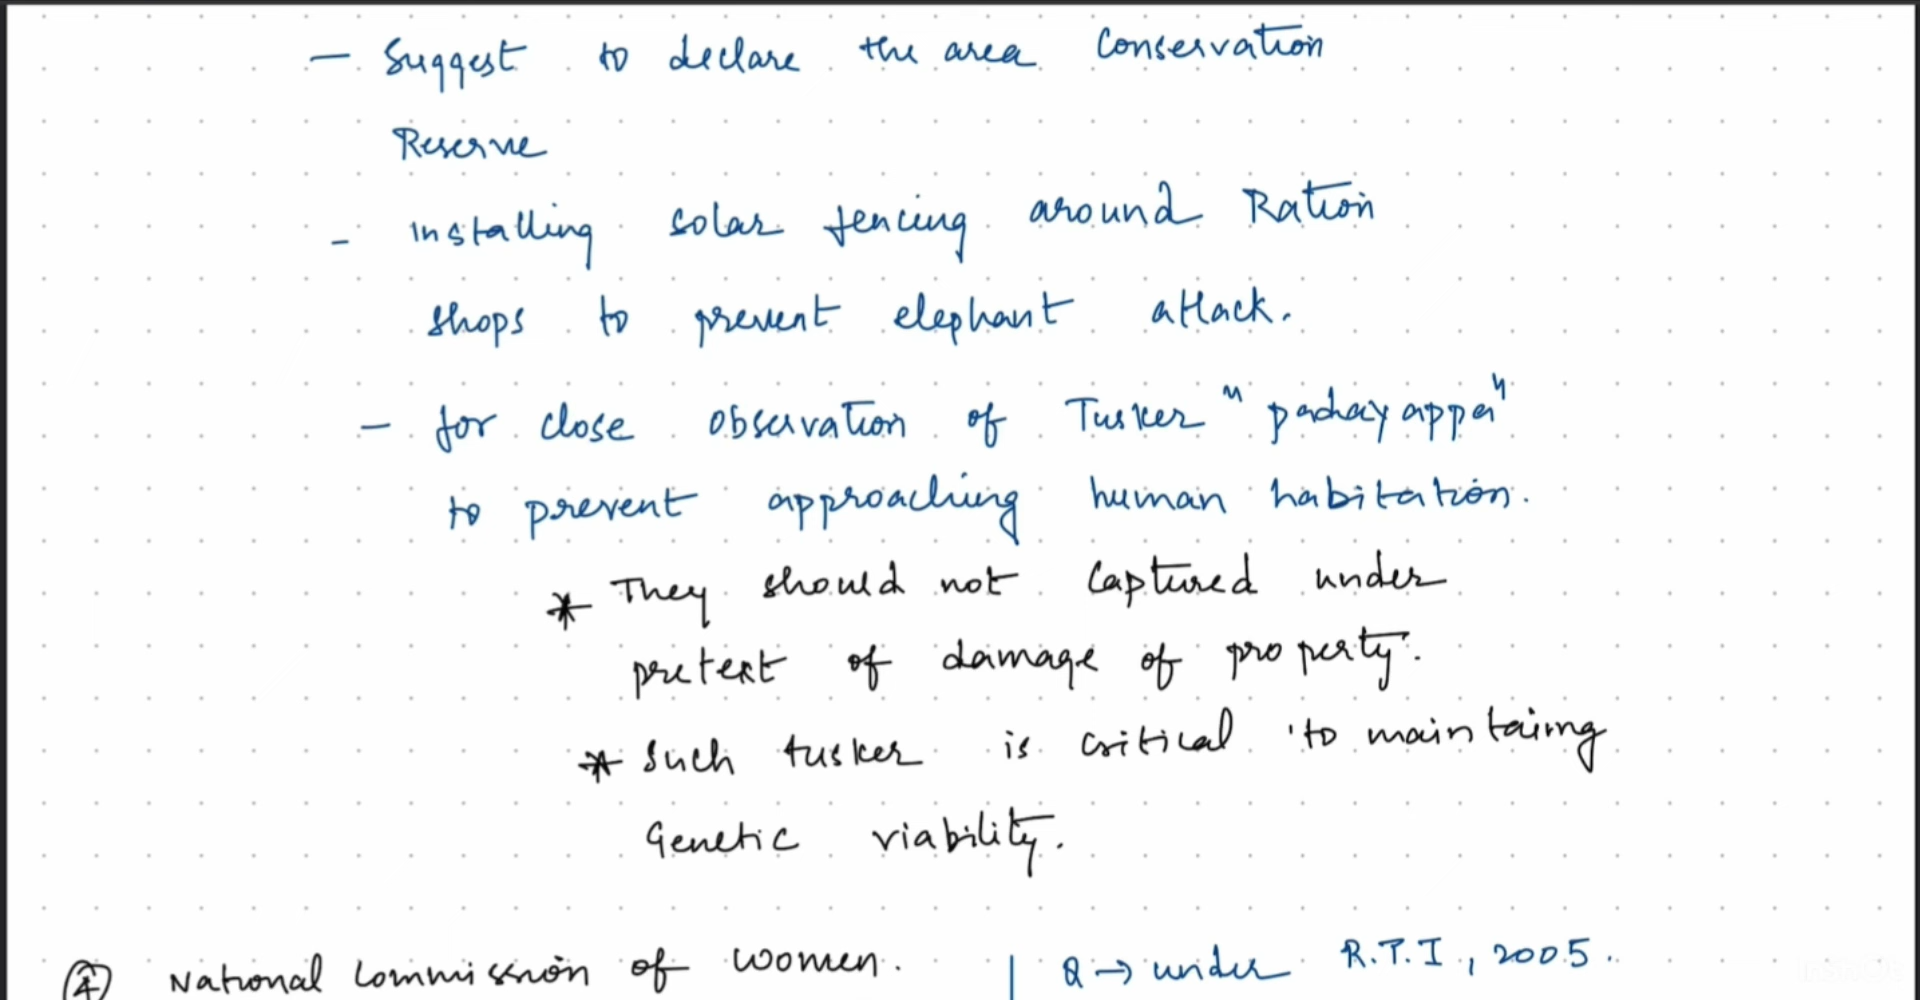 — Suggest to declare the area Conservation
Reserve
- Installing solar fencing around Ration
shops to prevent elephant attack.
- for close observation of Tusker "padayappa"
to prevent approaching human habitation.
* They should not Captured under
pretext of damage of property.
* Such tusker is critical to maintaing
Genetic viability.
④ National Commission of women. | Q → under R.T.I, 2005.